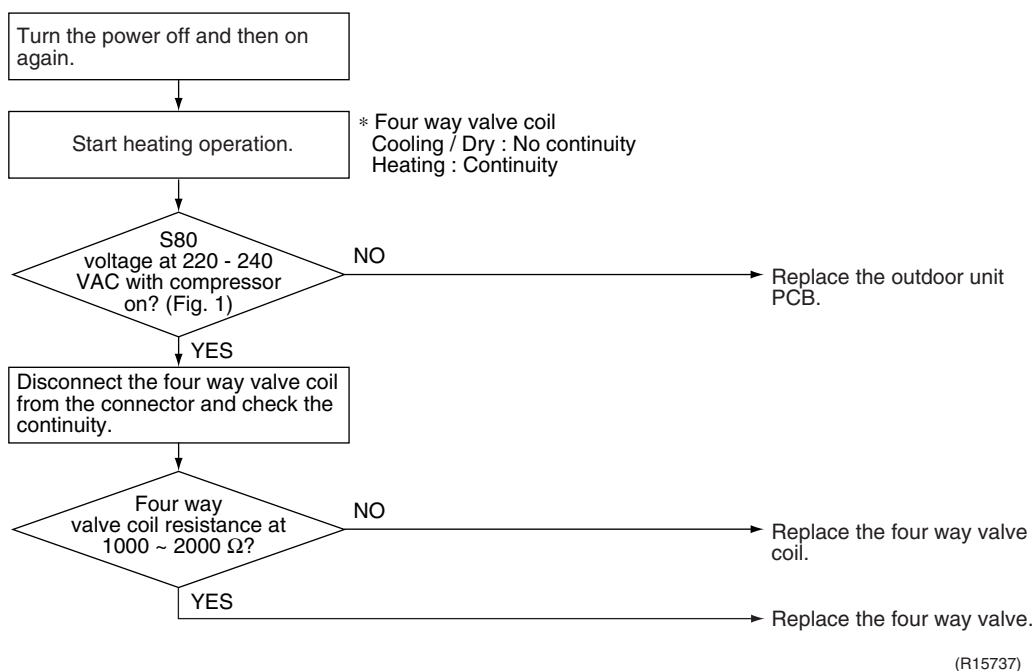 Turn the power off and then on
again.
Start heating operation.
∗ Four way valve coil
Cooling / Dry : No continuity
Heating : Continuity
S80
voltage at 220 - 240
VAC with compressor
on? (Fig. 1)
NO
Replace the outdoor unit
PCB.
YES
Disconnect the four way valve coil
from the connector and check the
continuity.
Four way
valve coil resistance at
1000 ~ 2000 Ω?
NO
Replace the four way valve
coil.
YES
Replace the four way valve.
(R15737)